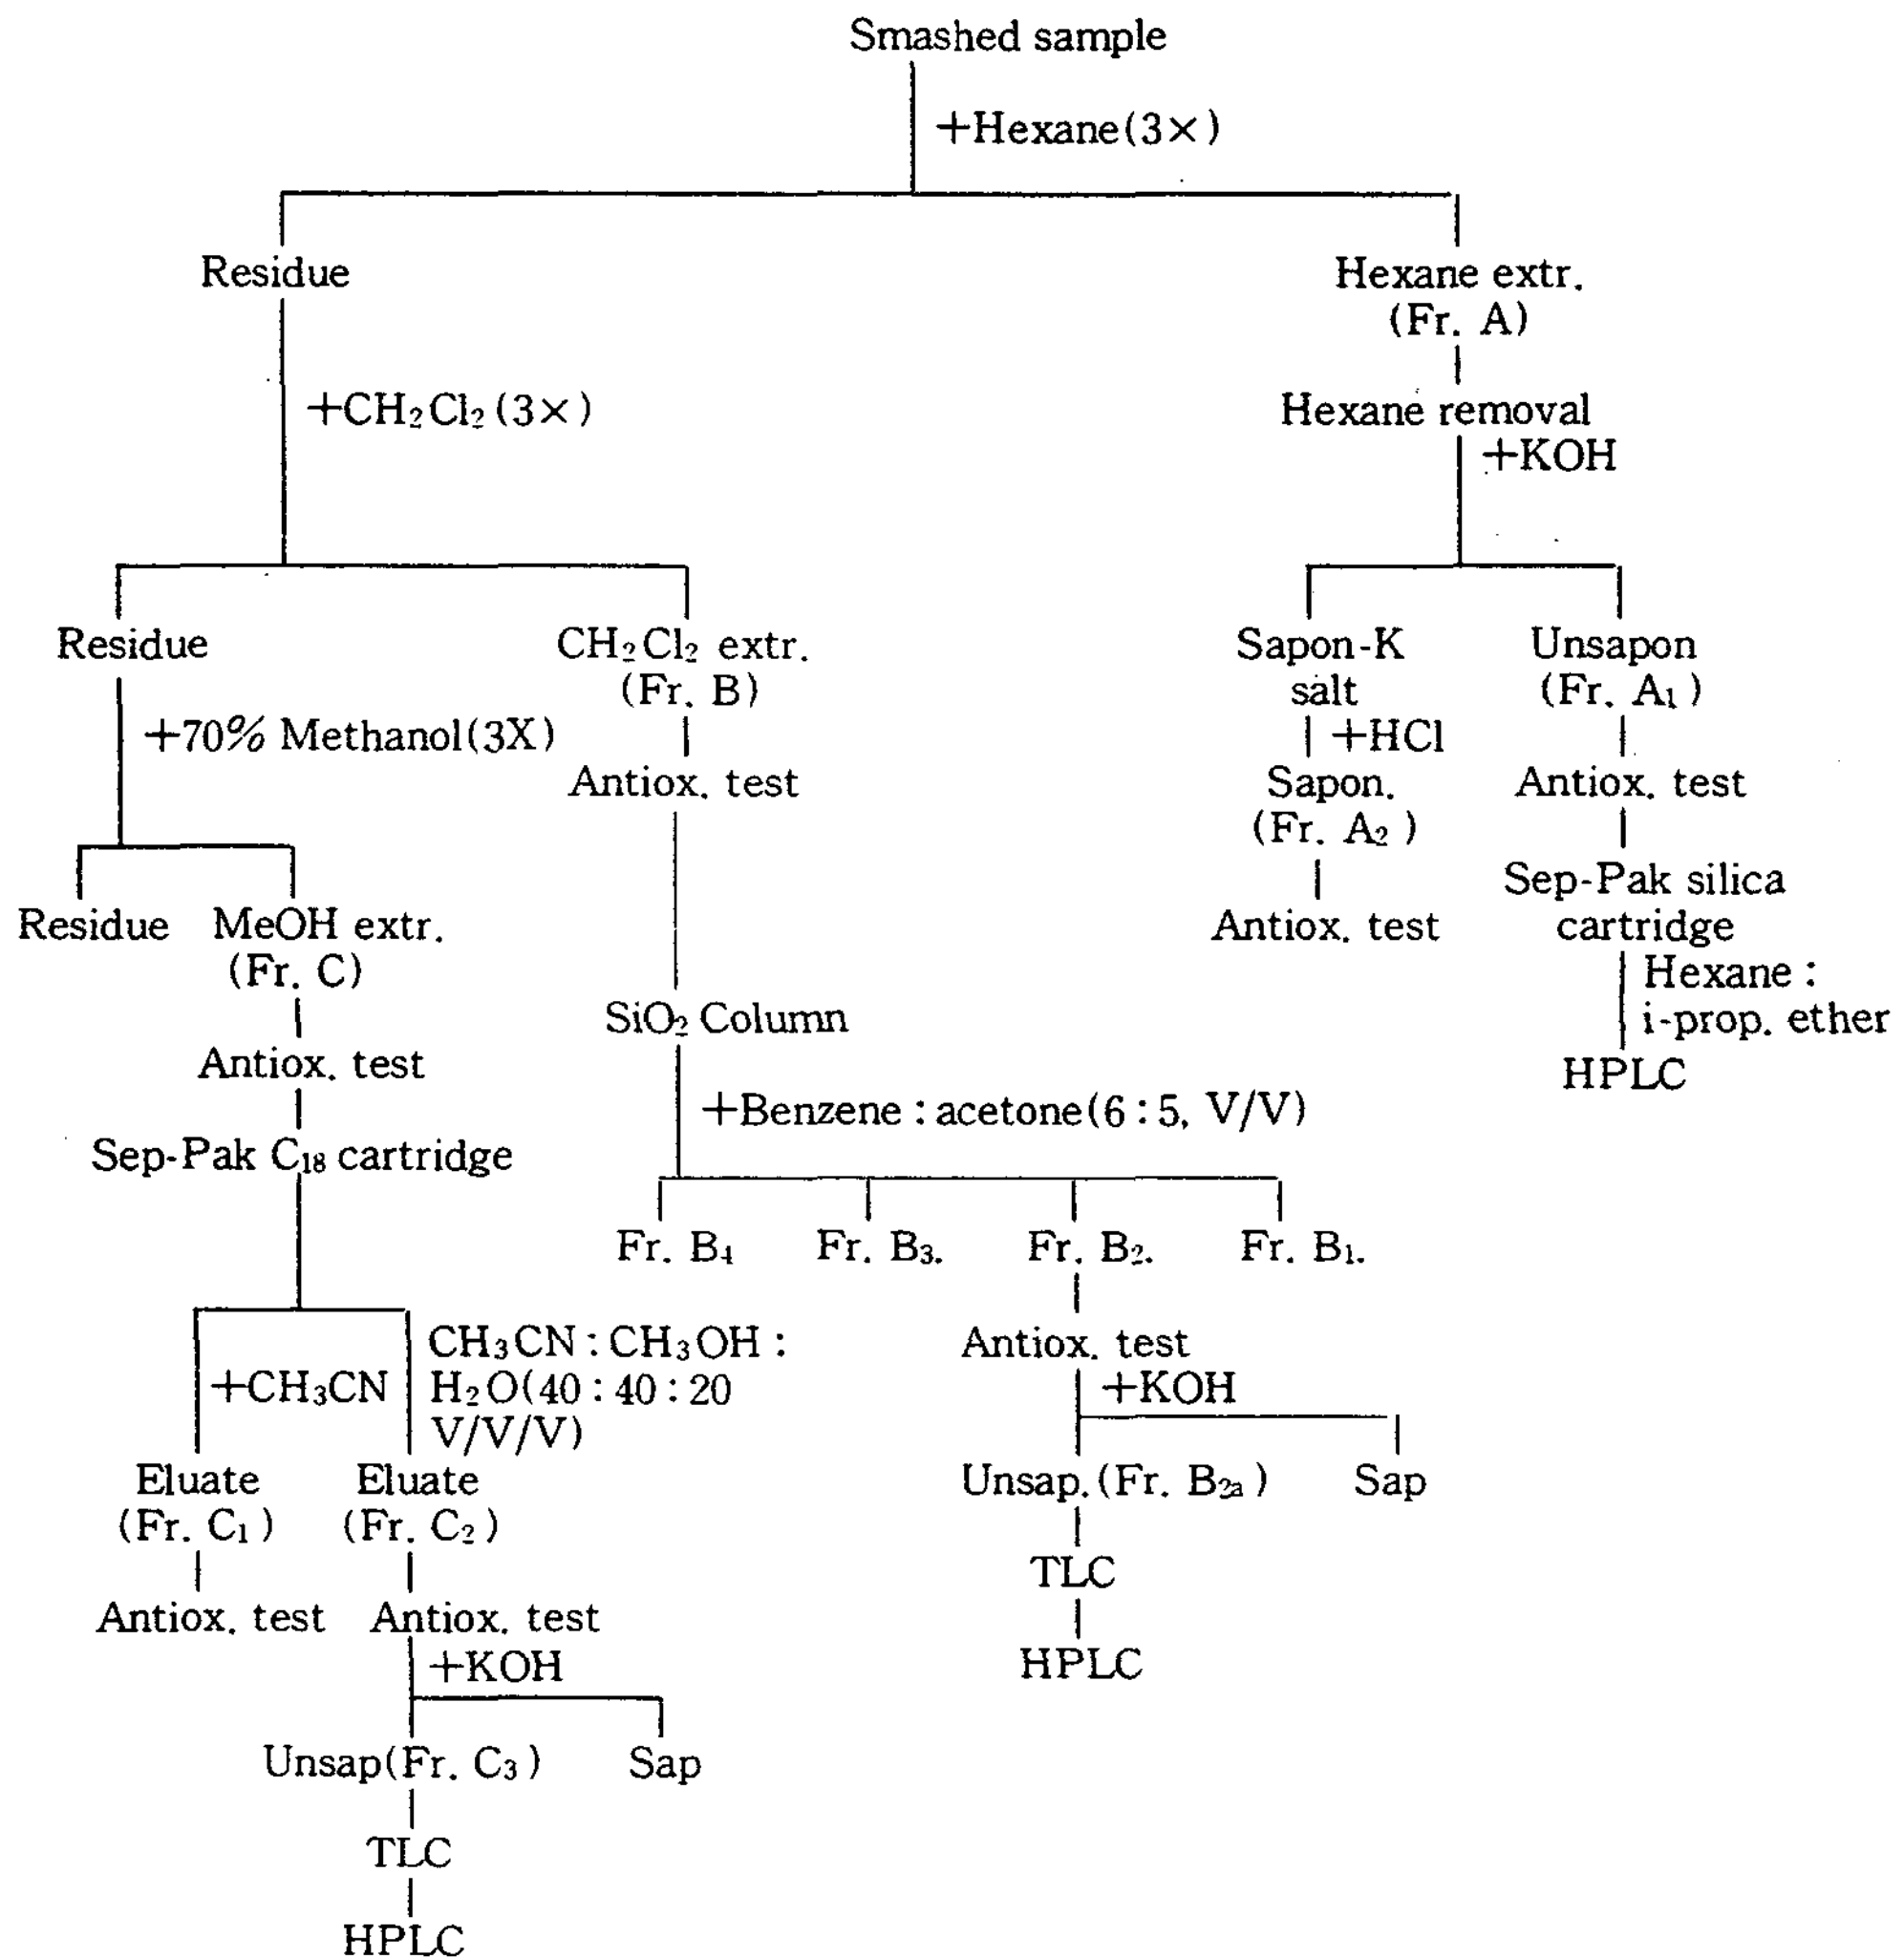 Smashed sample
+Hexane(3×)
Residue
Hexane extr.
(Fr. A)
Hexane removal
+KOH
+CH₂Cl₂(3×)
Residue
CH₂Cl₂ extr.
(Fr. B)
Sapon-K
salt
Unsapon
(Fr. A₁)
+70% Methanol(3X)
Antiox. test
+HCl
Sapon.
(Fr. A₂)
Antiox. test
Antiox. test
Sep-Pak silica
cartridge
Hexane :
i-prop. ether
HPLC
Residue
MeOH extr.
(Fr. C)
Antiox. test
Sep-Pak C₁₈ cartridge
SiO₂ Column
+Benzene : acetone(6 : 5, V/V)
Fr. B₄
Fr. B₃.
Fr. B₂.
Fr. B₁.
+CH₃CN
CH₃CN : CH₃OH :
H₂O(40 : 40 : 20
V/V/V)
Eluate
(Fr. C₁)
Eluate
(Fr. C₂)
Antiox. test
Antiox. test
+KOH
Unsap(Fr. C₃)
Sap
TLC
HPLC
Antiox. test
+KOH
Unsap.(Fr. B₂ₐ)
Sap
TLC
HPLC